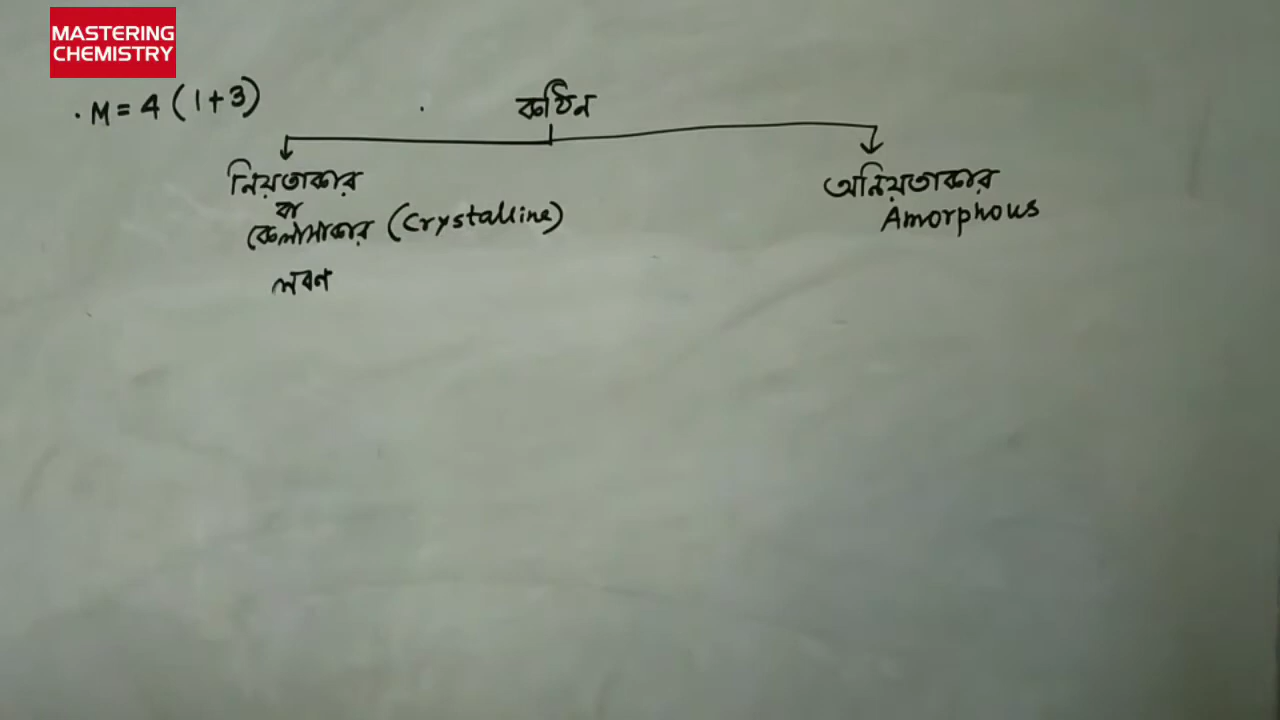 MASTERING
CHEMISTRY
. M = 4 (1+3)
কঠিন
নিয়তাকার
বা
কেলাসাকার (Crystalline)
লবণ
অনিয়তাকার
Amorphous